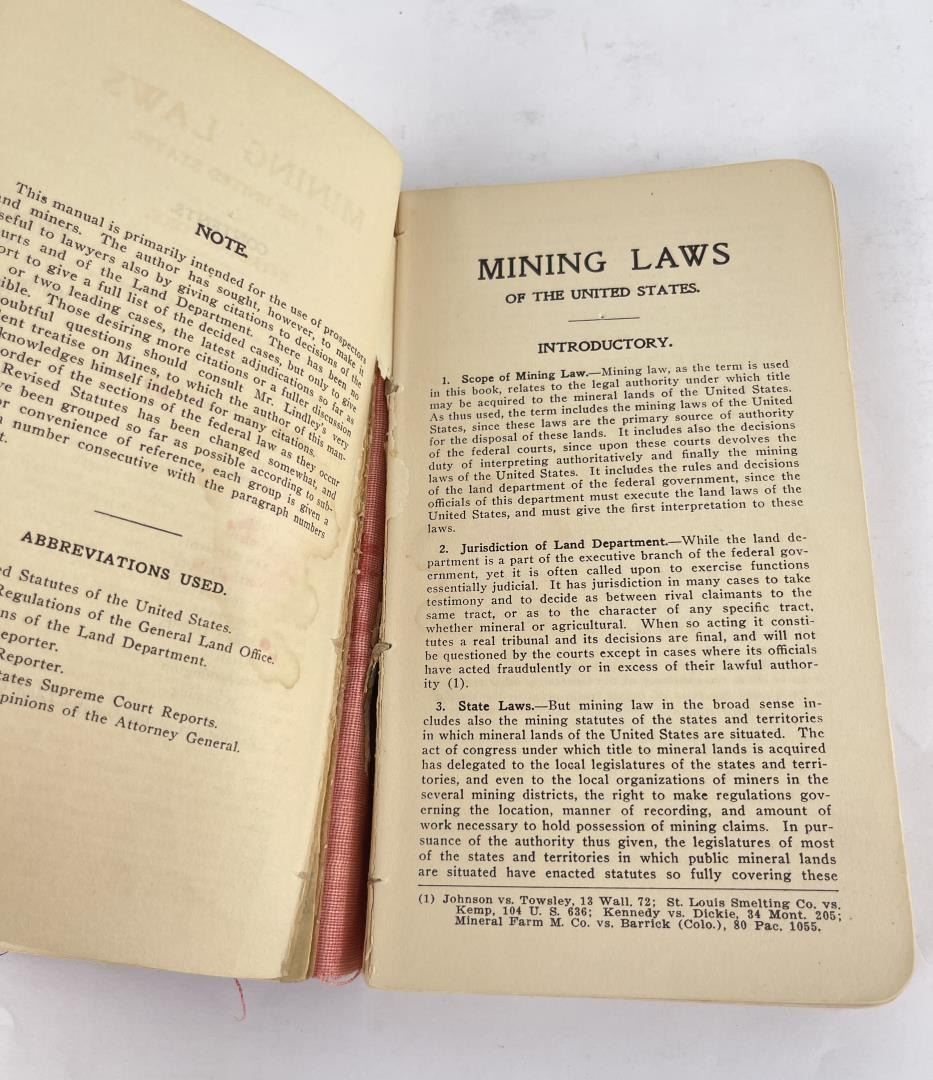 NOTE.
This manual is primarily intended for the use of prospectors
and miners. The author has sought, however, to make it
useful to lawyers also by giving citations to decisions of the
courts and of the Land Department. There has been no
to give a full list of the decided cases, but only to give
or two leading cases, the latest adjudications so far as
Those desiring more citations or a fuller discussion
doubtful questions should consult Mr. Lindley's very
treatise on Mines, to which the author of this man-
acknowledges himself indebted for many citations.
order of the sections of the federal law as they occur
Revised Statutes has been changed somewhat, and
been grouped so far as possible according to sub-
convenience of reference, each group is given a
number consecutive with the paragraph numbers
ABBREVIATIONS USED.
Statutes of the United States.
Regulations of the General Land Office.
of the Land Department.
Reporter.
Reporter.
Supreme Court Reports.
Opinions of the Attorney General.
MINING LAWS
OF THE UNITED STATES.
INTRODUCTORY.
1. Scope of Mining Law.—Mining law, as the term is used
in this book, relates to the legal authority under which title
may be acquired to the mineral lands of the United States.
As thus used, the term includes the mining laws of the United
States, since these laws are the primary source of authority
for the disposal of these lands. It includes also the decisions
of the federal courts, since upon these courts devolves the
duty of interpreting authoritatively and finally the mining
laws of the United States. It includes the rules and decisions
of the land department of the federal government, since the
officials of this department must execute the land laws of the
United States, and must give the first interpretation to these
laws.
2. Jurisdiction of Land Department.—While the land de-
partment is a part of the executive branch of the federal gov-
ernment, yet it is often called upon to exercise functions
essentially judicial. It has jurisdiction in many cases to take
testimony and to decide as between rival claimants to the
same tract, or as to the character of any specific tract,
whether mineral or agricultural. When so acting it consti-
tutes a real tribunal and its decisions are final, and will not
be questioned by the courts except in cases where its officials
have acted fraudulently or in excess of their lawful author-
ity (1).
3. State Laws.—But mining law in the broad sense in-
cludes also the mining statutes of the states and territories
in which mineral lands of the United States are situated. The
act of congress under which title to mineral lands is acquired
has delegated to the local legislatures of the states and terri-
tories, and even to the local organizations of miners in the
several mining districts, the right to make regulations gov-
erning the location, manner of recording, and amount of
work necessary to hold possession of mining claims. In pur-
suance of the authority thus given, the legislatures of most
of the states and territories in which public mineral lands
are situated have enacted statutes so fully covering these
(1) Johnson vs. Towsley, 13 Wall. 72; St. Louis Smelting Co. vs.
Kemp, 104 U. S. 636; Kennedy vs. Dickie, 34 Mont. 205;
Mineral Farm M. Co. vs. Barrick (Colo.), 80 Pac. 1055.